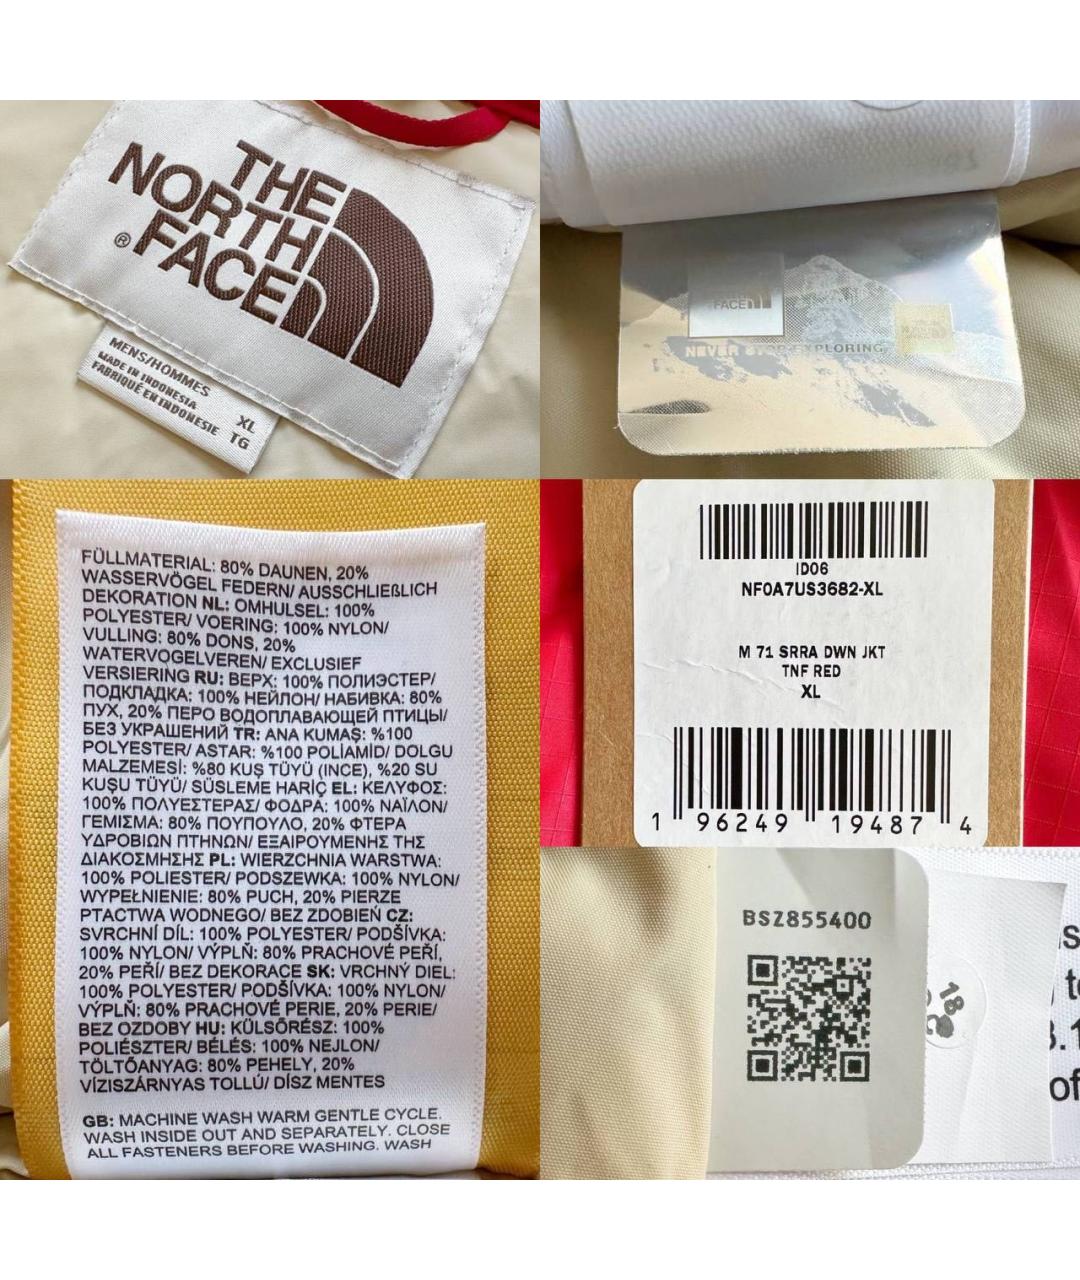 THE
NORTH
FACE
®
MENS/HOMMES
MADE IN INDONESIA XL
FABRIQUÉ EN INDONESIE TG
FACE
NEVER STOP EXPLORING
FÜLLMATERIAL: 80% DAUNEN, 20%
WASSERVÖGEL FEDERN/ AUSSCHLIEßLICH
DEKORATION NL: OMHULSEL: 100%
POLYESTER/ VOERING: 100% NYLON/
VULLING: 80% DONS, 20%
WATERVOGELVEREN/ EXCLUSIEF
VERSIERING RU: ВЕРХ: 100% ПОЛИЭСТЕР/
ПОДКЛАДКА: 100% НЕЙЛОН/ НАБИВКА: 80%
ПУХ, 20% ПЕРО ВОДОПЛАВАЮЩЕЙ ПТИЦЫ/
БЕЗ УКРАШЕНИЙ TR: ANA KUMAŞ: %100
POLYESTER/ ASTAR: %100 POLİAMİD/ DOLGU
MALZEMESİ: %80 KUŞ TÜYÜ (İNCE), %20 SU
KUŞU TÜYÜ/ SÜSLEME HARİÇ EL: ΚΕΛΥΦΟΣ:
100% ΠΟΛΥΕΣΤΕΡΑΣ/ ΦΟΔΡΑ: 100% ΝΑΪΛΟΝ/
ΓΕΜΙΣΜΑ: 80% ΠΟΥΠΟΥΛΟ, 20% ΦΤΕΡΑ
ΥΔΡΟΒΙΩΝ ΠΤΗΝΩΝ/ ΕΞΑΙΡΟΥΜΕΝΗΣ ΤΗΣ
ΔΙΑΚΟΣΜΗΣΗΣ PL: WIERZCHNIA WARSTWA:
100% POLIESTER/ PODSZEWKA: 100% NYLON/
WYPEŁNIENIE: 80% PUCH, 20% PIERZE
PTACTWA WODNEGO/ BEZ ZDOBIEŃ CZ:
SVRCHNÍ DÍL: 100% POLYESTER/ PODŠÍVKA:
100% NYLON/ VÝPLŇ: 80% PRACHOVÉ PEŘÍ,
20% PEŘÍ/ BEZ DEKORACE SK: VRCHNÝ DIEL:
100% POLYESTER/ PODŠÍVKA: 100% NYLON/
VÝPLŇ: 80% PRACHOVÉ PERIE, 20% PERIE/
BEZ OZDOBY HU: KÜLSŐRÉSZ: 100%
POLIÉSZTER/ BÉLÉS: 100% NEJLON/
TÖLTŐANYAG: 80% PEHELY, 20%
VÍZISZÁRNYAS TOLLÚ/ DÍSZ MENTES
GB: MACHINE WASH WARM GENTLE CYCLE.
WASH INSIDE OUT AND SEPARATELY. CLOSE
ALL FASTENERS BEFORE WASHING. WASH
ID06
NF0A7US3682-XL
M 71 SRRA DWN JKT
TNF RED
XL
1 96249 19487 4
BSZ855400
18
of